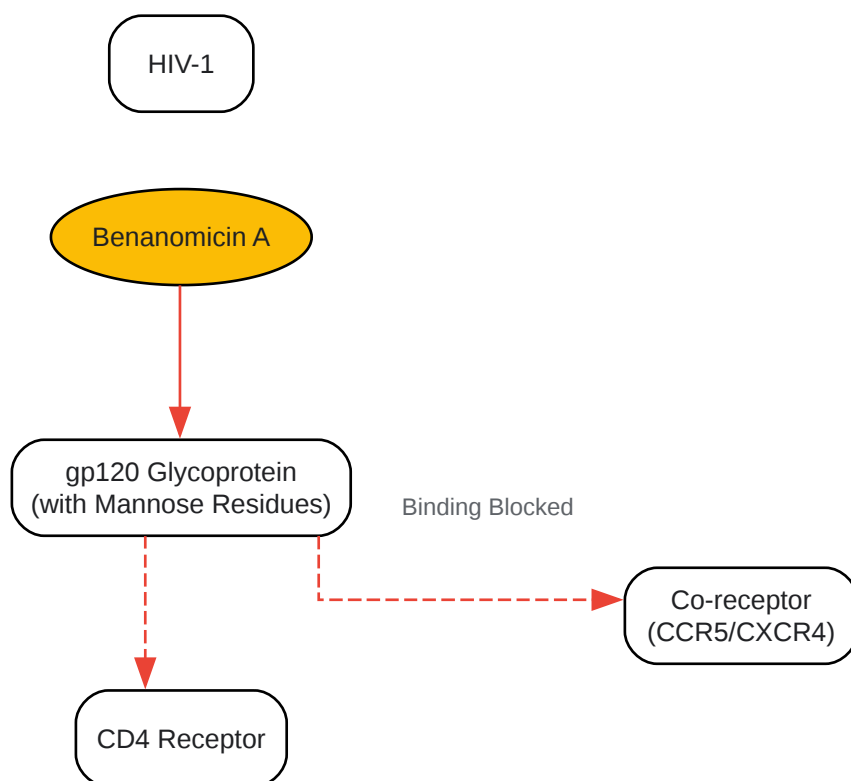 HIV-1
Benanomicin A
gp120 Glycoprotein
(with Mannose Residues)
Binding Blocked
Co-receptor
(CCR5/CXCR4)
CD4 Receptor